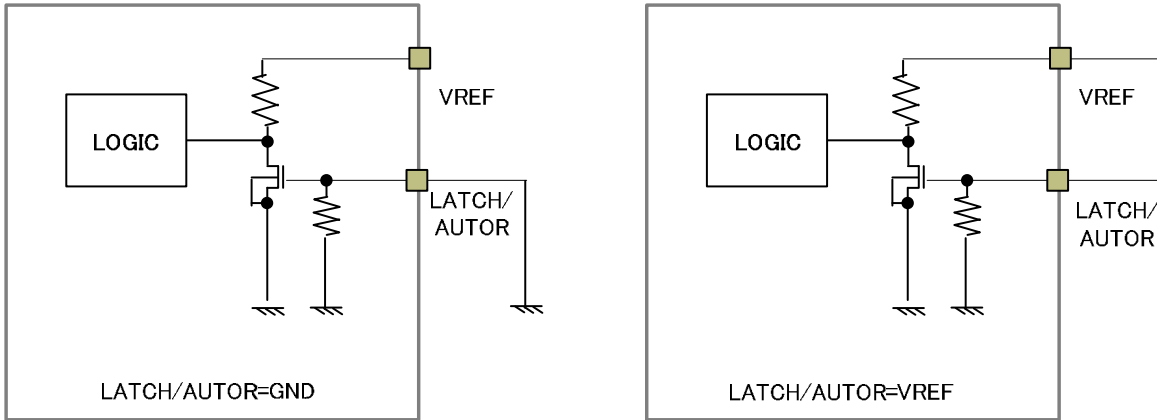 VREF
LOGIC
LATCH/
AUTOR
LATCH/AUTOR=GND
VREF
LOGIC
LATCH/
AUTOR
LATCH/AUTOR=VREF